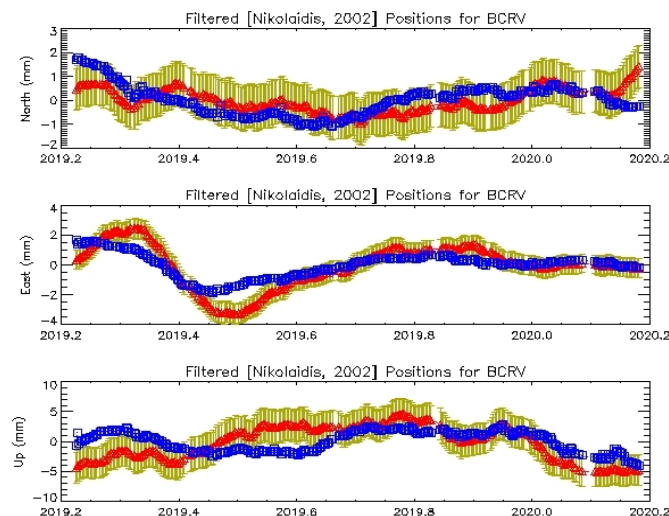 Filtered [Nikolaidis, 2002] Positions for BCRV
North (mm)
3
2
1
0
-1
-2
2019.2 2019.4 2019.6 2019.8 2020.0 2020.2
Filtered [Nikolaidis, 2002] Positions for BCRV
East (mm)
4
2
0
-2
-4
2019.2 2019.4 2019.6 2019.8 2020.0 2020.2
Filtered [Nikolaidis, 2002] Positions for BCRV
Up (mm)
10
5
0
-5
-10
2019.2 2019.4 2019.6 2019.8 2020.0 2020.2